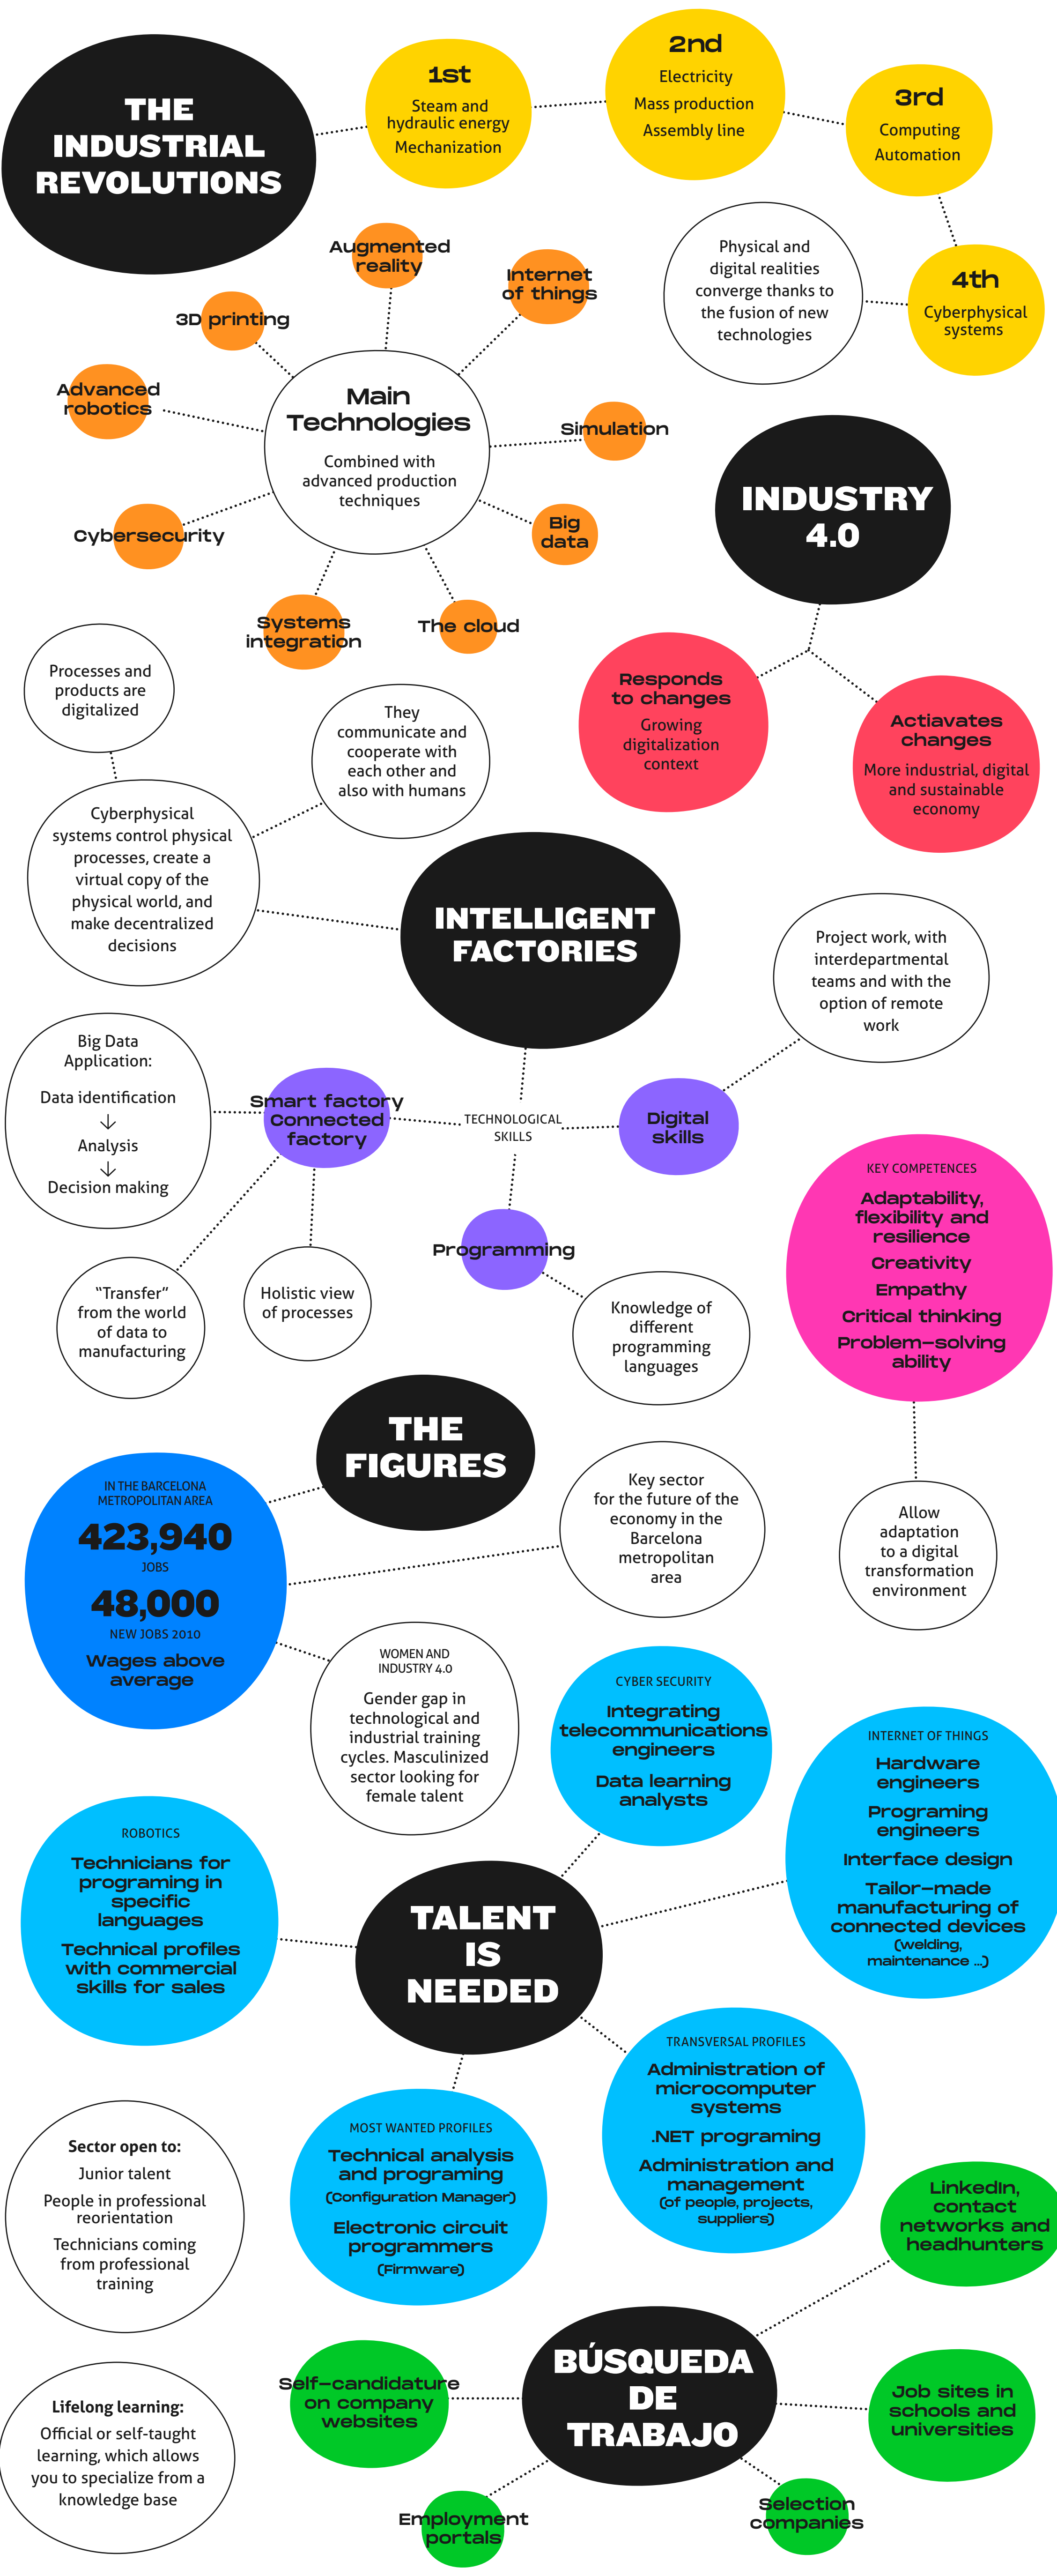 THE
INDUSTRIAL
REVOLUTIONS
1st
Steam and
hydraulic energy
Mechanization
2nd
Electricity
Mass production
Assembly line
3rd
Computing
Automation
4th
Cyberphysical
systems
Physical and
digital realities
converge thanks to
the fusion of new
technologies
Augmented
reality
Internet
of things
3D printing
Advanced
robotics
Main
Technologies
Combined with
advanced production
techniques
Simulation
Cybersecurity
Big
data
Systems
integration
The cloud
INDUSTRY
4.0
Responds
to changes
Growing
digitalization
context
Actiavates
changes
More industrial, digital
and sustainable
economy
Processes and
products are
digitalized
They
communicate and
cooperate with
each other and
also with humans
Cyberphysical
systems control physical
processes, create a
virtual copy of the
physical world, and
make decentralized
decisions
INTELLIGENT
FACTORIES
Project work, with
interdepartmental
teams and with the
option of remote
work
Big Data
Application:
Data identification
↓
Analysis
↓
Decision making
Smart factory
Connected
factory
TECHNOLOGICAL
SKILLS
Digital
skills
Programming
"Transfer"
from the world
of data to
manufacturing
Holistic view
of processes
Knowledge of
different
programming
languages
KEY COMPETENCES
Adaptability,
flexibility and
resilience
Creativity
Empathy
Critical thinking
Problem-solving
ability
Allow
adaptation
to a digital
transformation
environment
THE
FIGURES
IN THE BARCELONA
METROPOLITAN AREA
423,940
JOBS
48,000
NEW JOBS 2010
Wages above
average
Key sector
for the future of the
economy in the
Barcelona
metropolitan
area
WOMEN AND
INDUSTRY 4.0
Gender gap in
technological and
industrial training
cycles. Masculinized
sector looking for
female talent
CYBER SECURITY
Integrating
telecommunications
engineers
Data learning
analysts
INTERNET OF THINGS
Hardware
engineers
Programing
engineers
Interface design
Tailor-made
manufacturing of
connected devices
(welding,
maintenance ...)
ROBOTICS
Technicians for
programing in
specific
languages
Technical profiles
with commercial
skills for sales
TALENT
IS
NEEDED
TRANSVERSAL PROFILES
Administration of
microcomputer
systems
.NET programing
Administration and
management
(of people, projects,
suppliers)
MOST WANTED PROFILES
Technical analysis
and programing
(Configuration Manager)
Electronic circuit
programmers
(Firmware)
Sector open to:
Junior talent
People in professional
reorientation
Technicians coming
from professional
training
Lifelong learning:
Official or self-taught
learning, which allows
you to specialize from a
knowledge base
BÚSQUEDA
DE
TRABAJO
LinkedIn,
contact
networks and
headhunters
Self-candidature
on company
websites
Job sites in
schools and
universities
Employment
portals
Selection
companies